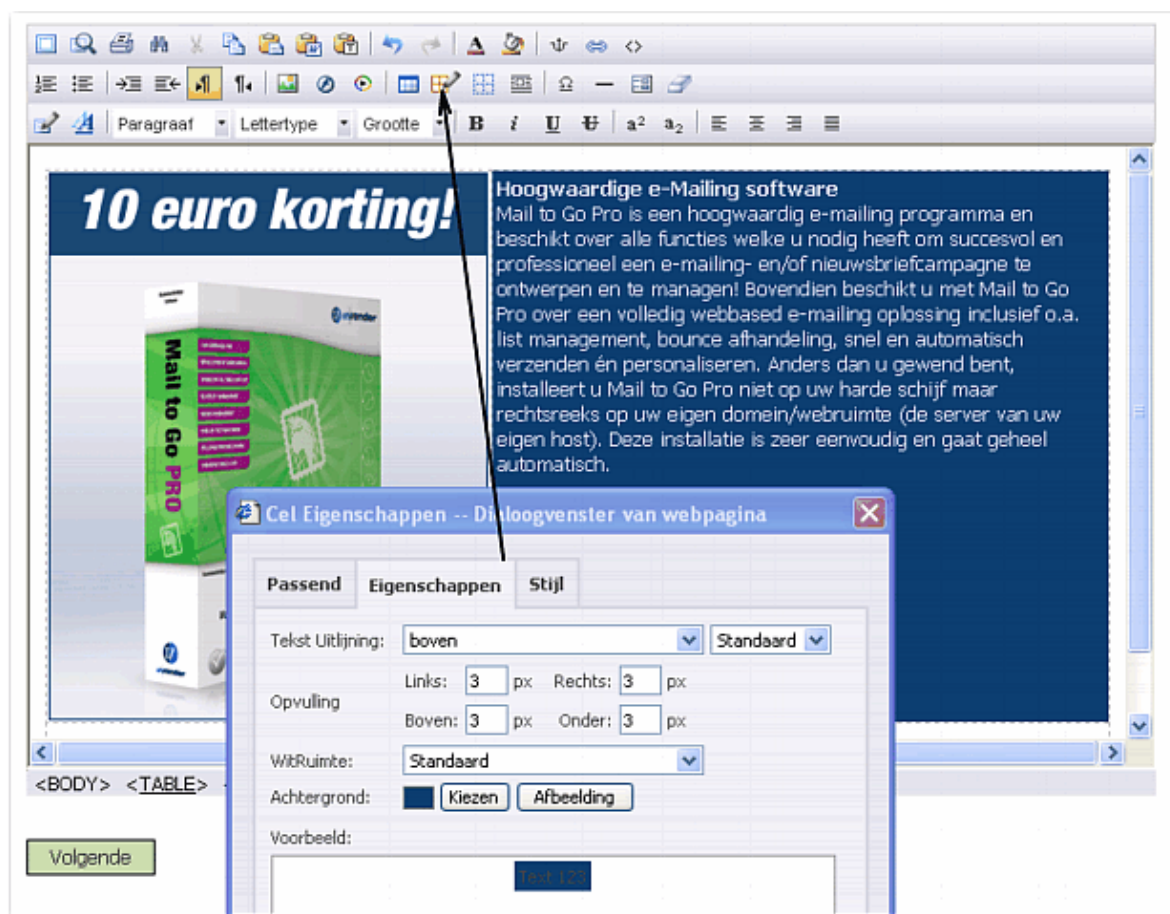 Paragraaf Lettertype Grootte B i U a² a₂
10 euro korting!
Mail to Go PRO
Hoogwaardige e-Mailing software
Mail to Go Pro is een hoogwaardig e-mailing programma en
beschikt over alle functies welke u nodig heeft om succesvol en
professioneel een e-mailing- en/of nieuwsbriefcampagne te
ontwerpen en te managen! Bovendien beschikt u met Mail to Go
Pro over een volledig webbased e-mailing oplossing inclusief o.a.
list management, bounce afhandeling, snel en automatisch
verzenden én personaliseren. Anders dan u gewend bent,
installeert u Mail to Go Pro niet op uw harde schijf maar
rechtsreeks op uw eigen domein/webruimte (de server van uw
eigen host). Deze installatie is zeer eenvoudig en gaat geheel
automatisch.
Cel Eigenschappen -- Dialoogvenster van webpagina
Passend Eigenschappen Stijl
Tekst Uitlijning: boven Standaard
Opvulling
Links: 3 px Rechts: 3 px
Boven: 3 px Onder: 3 px
WitRuimte: Standaard
Achtergrond: Kiezen Afbeelding
Voorbeeld:
Text 123
<BODY> <TABLE>
Volgende